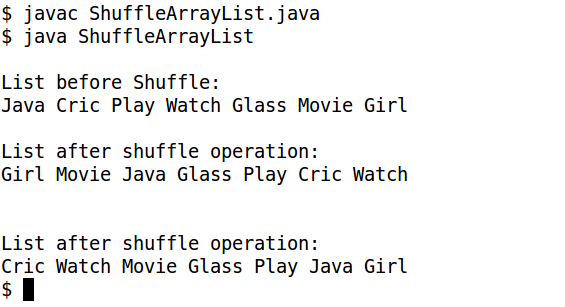 $ javac ShuffleArrayList.java
$ java ShuffleArrayList
List before Shuffle:
Java Cric Play Watch Glass Movie Girl
List after shuffle operation:
Girl Movie Java Glass Play Cric Watch
List after shuffle operation:
Cric Watch Movie Glass Play Java Girl
$